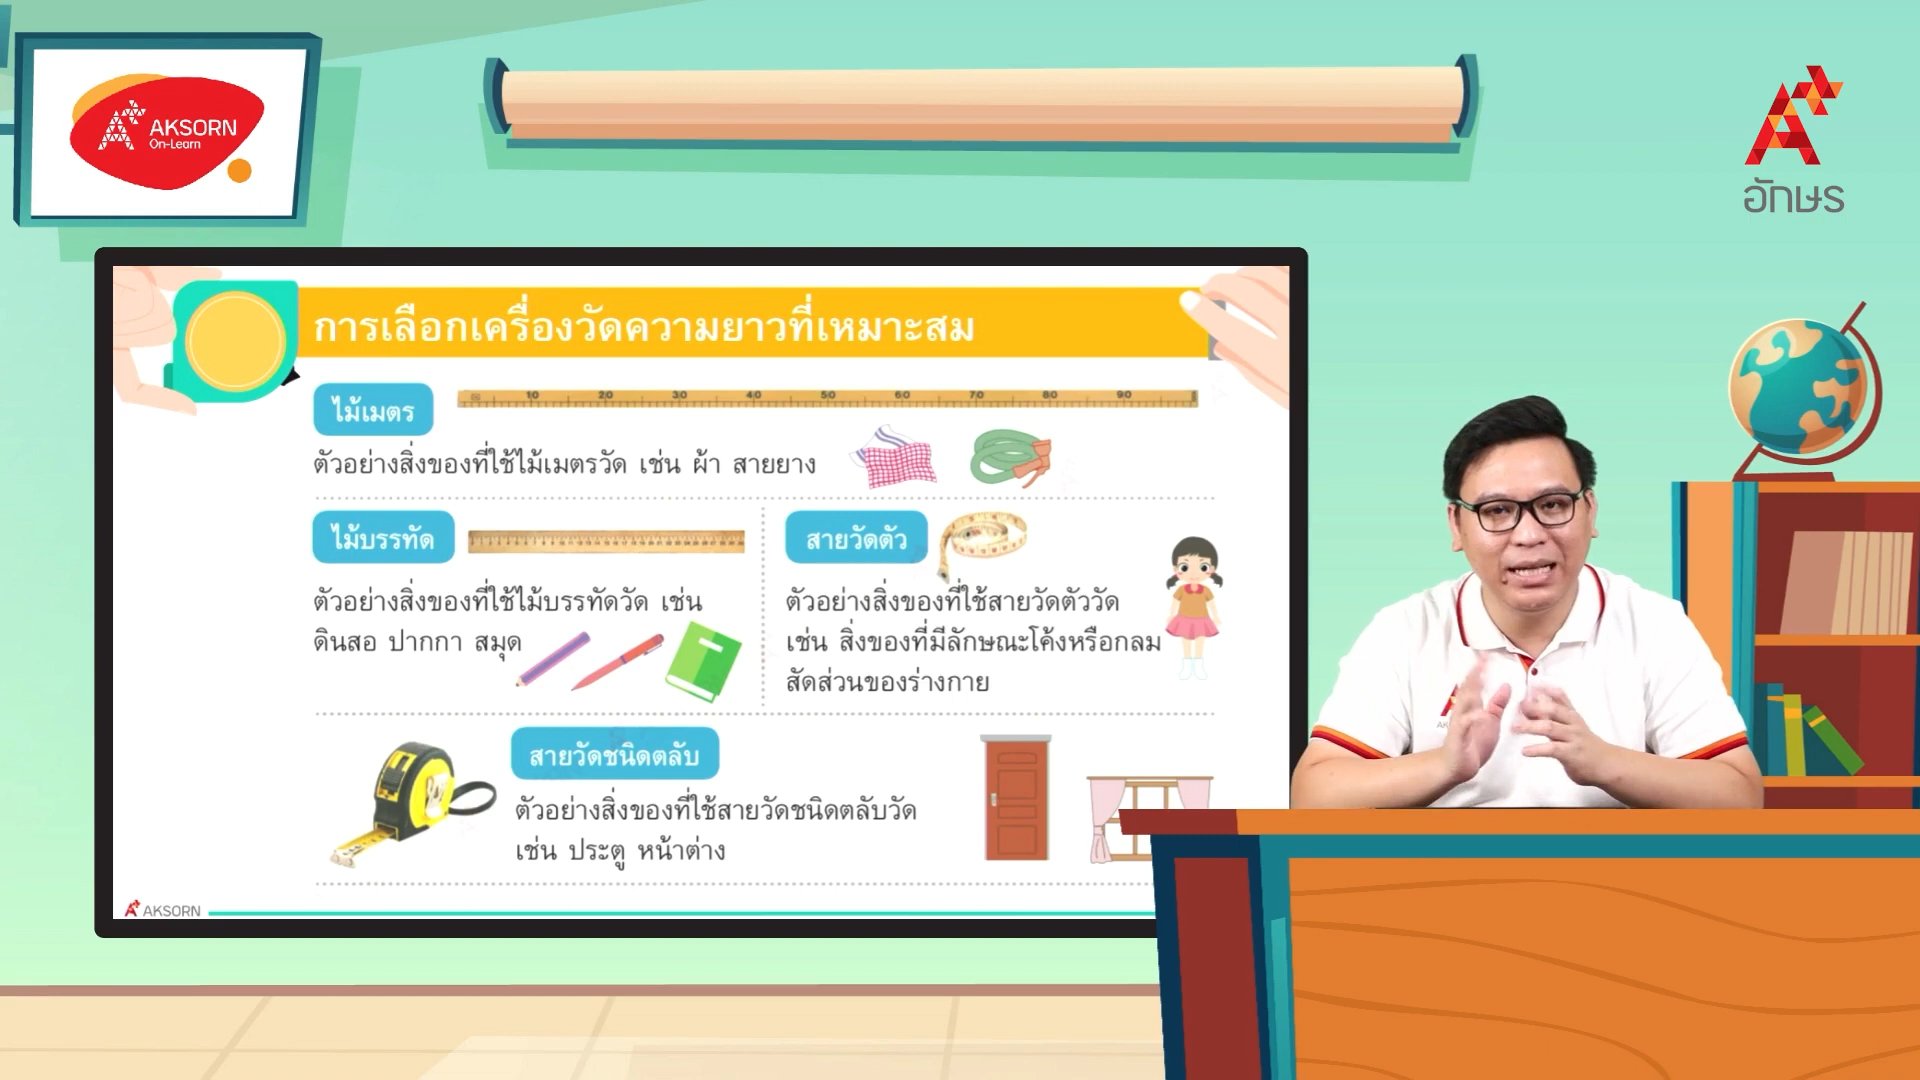 AKSORN
On-Learn
อักษร
การเลือกเครื่องวัดความยาวที่เหมาะสม
ไม้เมตร
10 20 30 40 50 60 70 80 90
ตัวอย่างสิ่งของที่ใช้ไม้เมตรวัด เช่น ผ้า สายยาง
ไม้บรรทัด
ตัวอย่างสิ่งของที่ใช้ไม้บรรทัดวัด เช่น
ดินสอ ปากกา สมุด
สายวัดตัว
ตัวอย่างสิ่งของที่ใช้สายวัดตัววัด
เช่น สิ่งของที่มีลักษณะโค้งหรือกลม
สัดส่วนของร่างกาย
สายวัดชนิดตลับ
ตัวอย่างสิ่งของที่ใช้สายวัดชนิดตลับวัด
เช่น ประตู หน้าต่าง
AKSORN